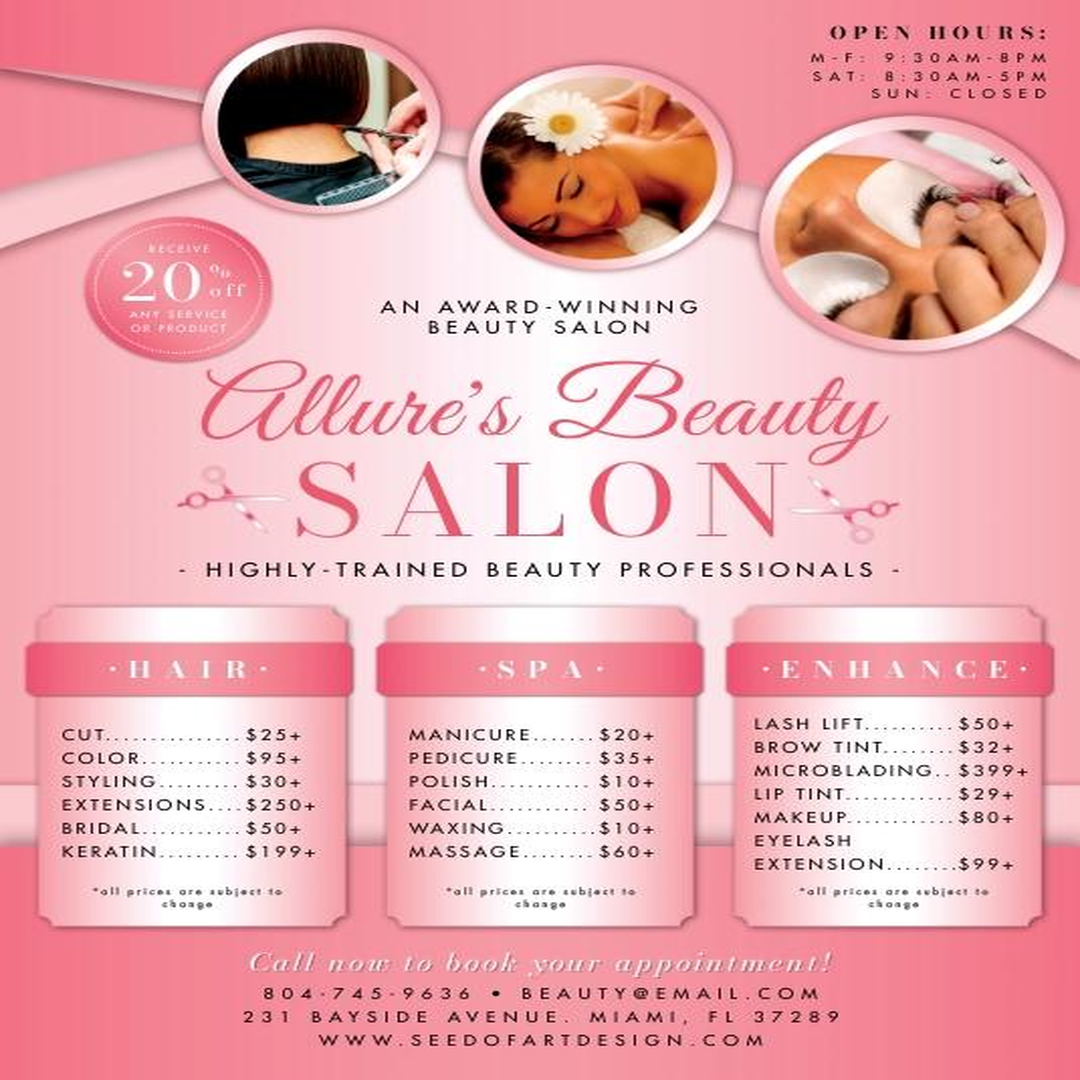 OPEN HOURS:
M-F: 9:30AM-8PM
SAT: 8:30AM-5PM
SUN: CLOSED
RECEIVE
20% off
ANY SERVICE
OR PRODUCT
AN AWARD-WINNING
BEAUTY SALON
Allure's Beauty
SALON
- HIGHLY-TRAINED BEAUTY PROFESSIONALS -
·HAIR·
CUT............... $25+
COLOR........... $95+
STYLING......... $30+
EXTENSIONS.... $250+
BRIDAL........... $50+
KERATIN......... $199+
*all prices are subject to
change
·SPA·
MANICURE....... $20+
PEDICURE........ $35+
POLISH........... $10+
FACIAL............ $50+
WAXING.......... $10+
MASSAGE........ $60+
*all prices are subject to
change
·ENHANCE·
LASH LIFT.......... $50+
BROW TINT........ $32+
MICROBLADING.. $399+
LIP TINT............ $29+
MAKEUP............ $80+
EYELASH
EXTENSION........$99+
*all prices are subject to
change
Call now to book your appointment!
804-745-9636 • BEAUTY@EMAIL.COM
231 BAYSIDE AVENUE. MIAMI, FL 37289
WWW.SEEDOFARTDESIGN.COM